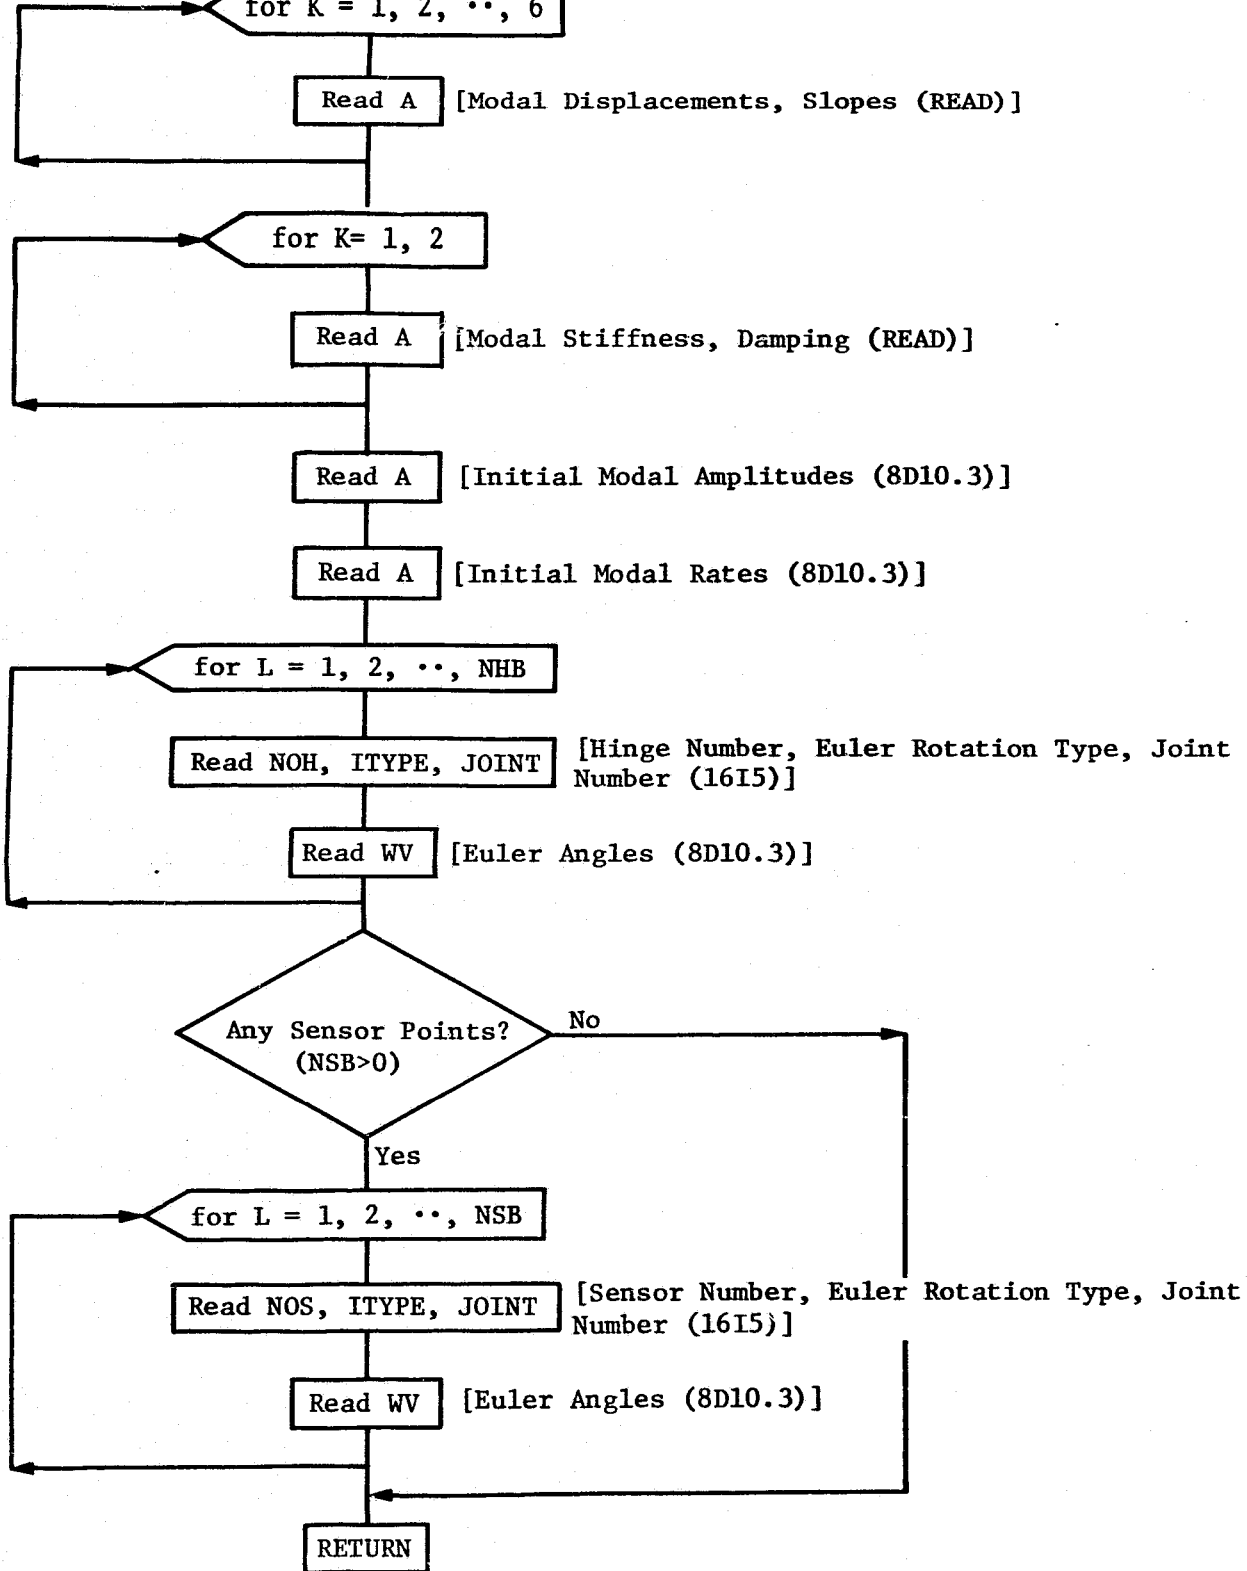 for K = 1, 2, ··, 6
Read A [Modal Displacements, Slopes (READ)]
for K= 1, 2
Read A [Modal Stiffness, Damping (READ)]
Read A [Initial Modal Amplitudes (8D10.3)]
Read A [Initial Modal Rates (8D10.3)]
for L = 1, 2, ··, NHB
Read NOH, ITYPE, JOINT [Hinge Number, Euler Rotation Type, Joint
Number (16I5)]
Read WV [Euler Angles (8D10.3)]
Any Sensor Points? No
(NSB>0)
Yes
for L = 1, 2, ··, NSB
Read NOS, ITYPE, JOINT [Sensor Number, Euler Rotation Type, Joint
Number (16I5)]
Read WV [Euler Angles (8D10.3)]
RETURN